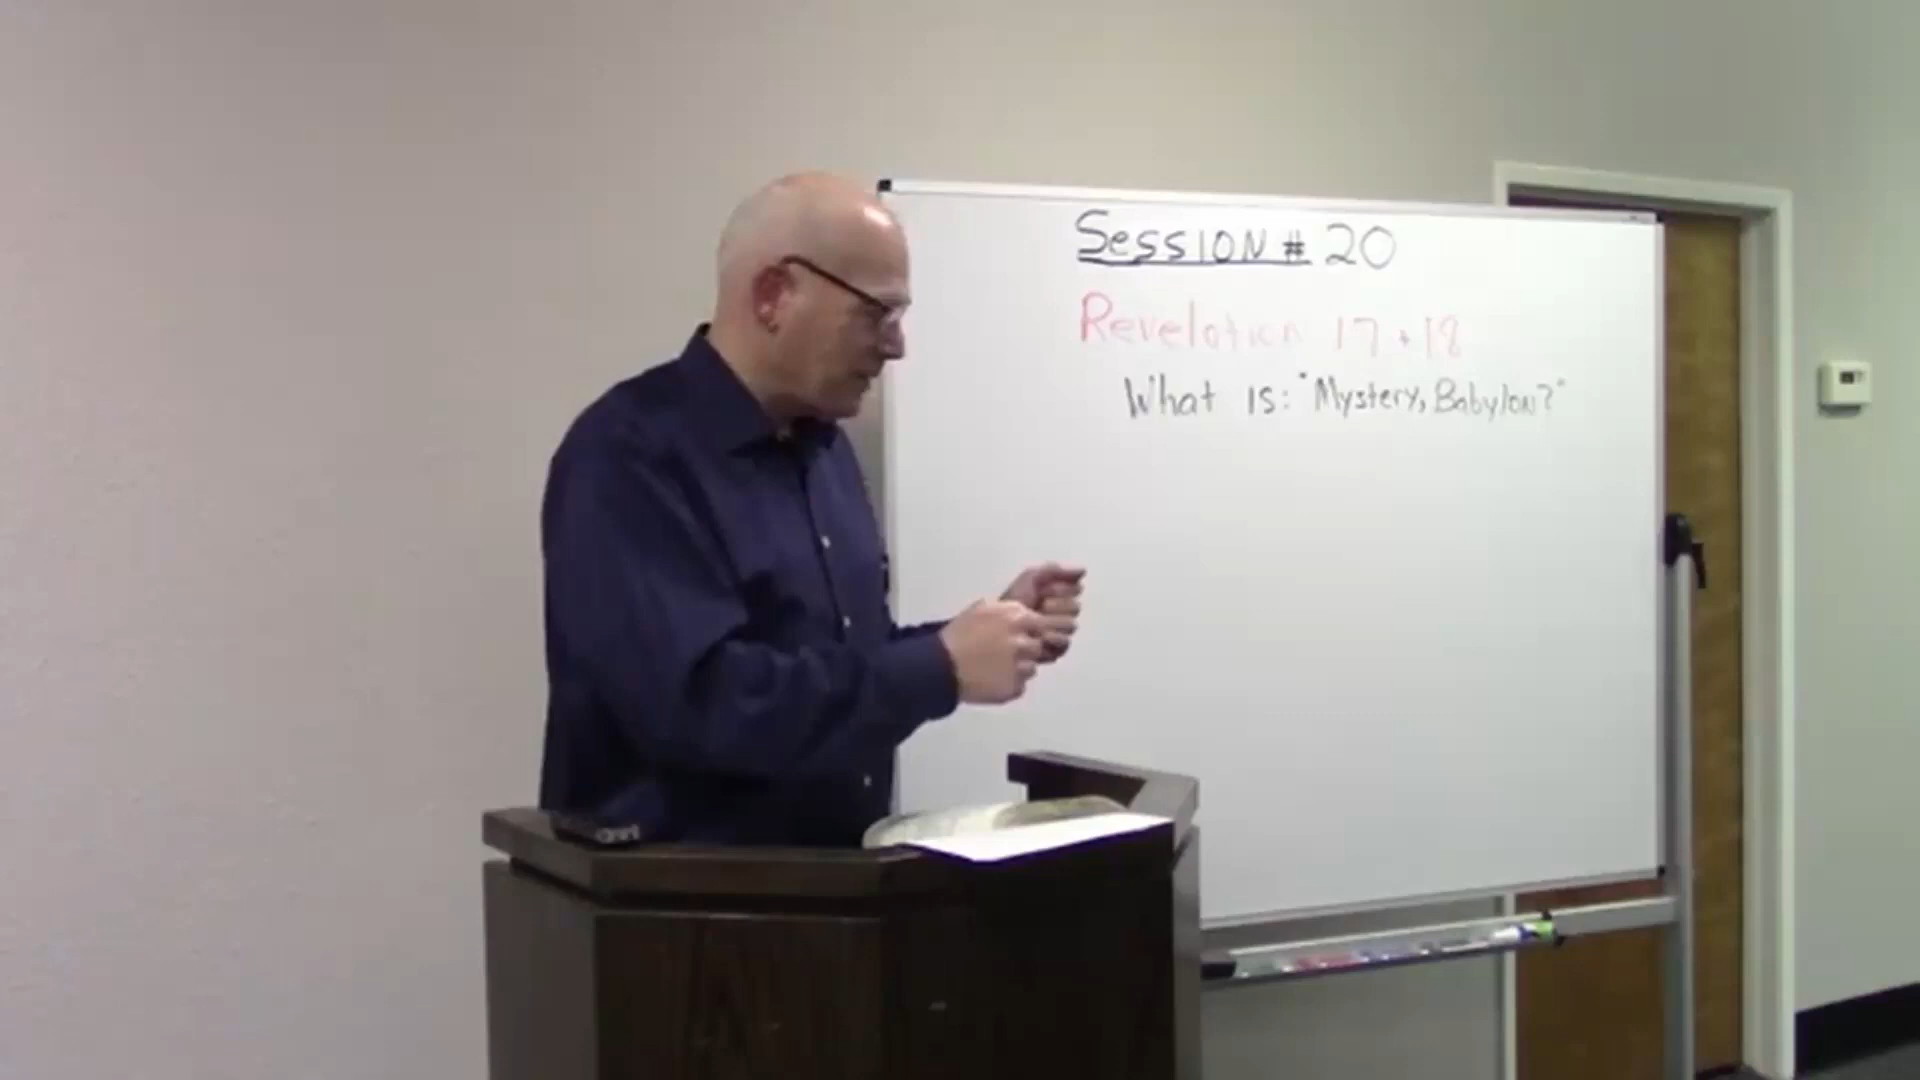 Session # 20
Revelation 17 + 18
What is: "Mystery, Babylon?"